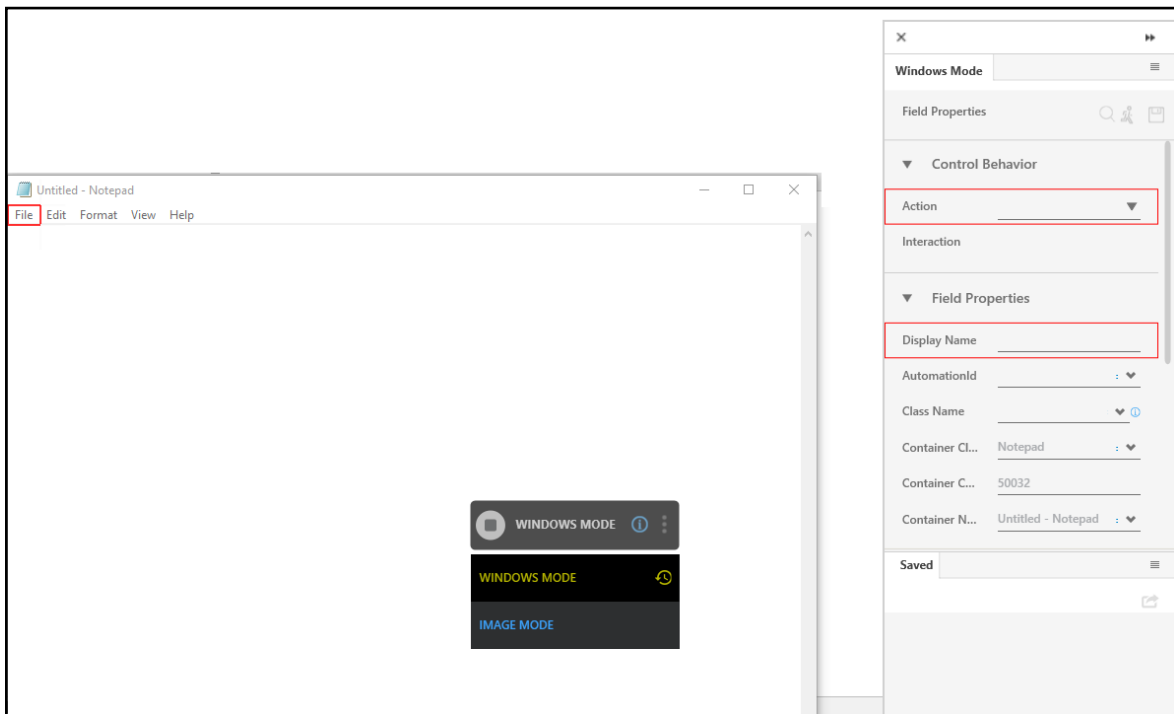 Untitled - Notepad
File Edit Format View Help
WINDOWS MODE
WINDOWS MODE
IMAGE MODE
Windows Mode
Field Properties
Control Behavior
Action
Interaction
Field Properties
Display Name
AutomationId :
Class Name
Container Cl... Notepad :
Container C... 50032
Container N... Untitled - Notepad :
Saved